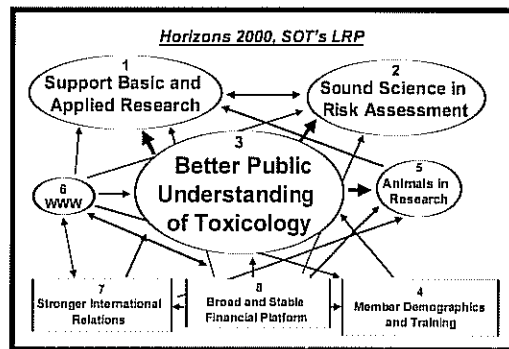 Horizons 2000, SOT's LRP
1
Support Basic and
Applied Research
2
Sound Science in
Risk Assessment
3
Better Public
Understanding
of Toxicology
5
Animals in
Research
6
WWW
7
Stronger International
Relations
8
Broad and Stable
Financial Platform
4
Member Demographics
and Training